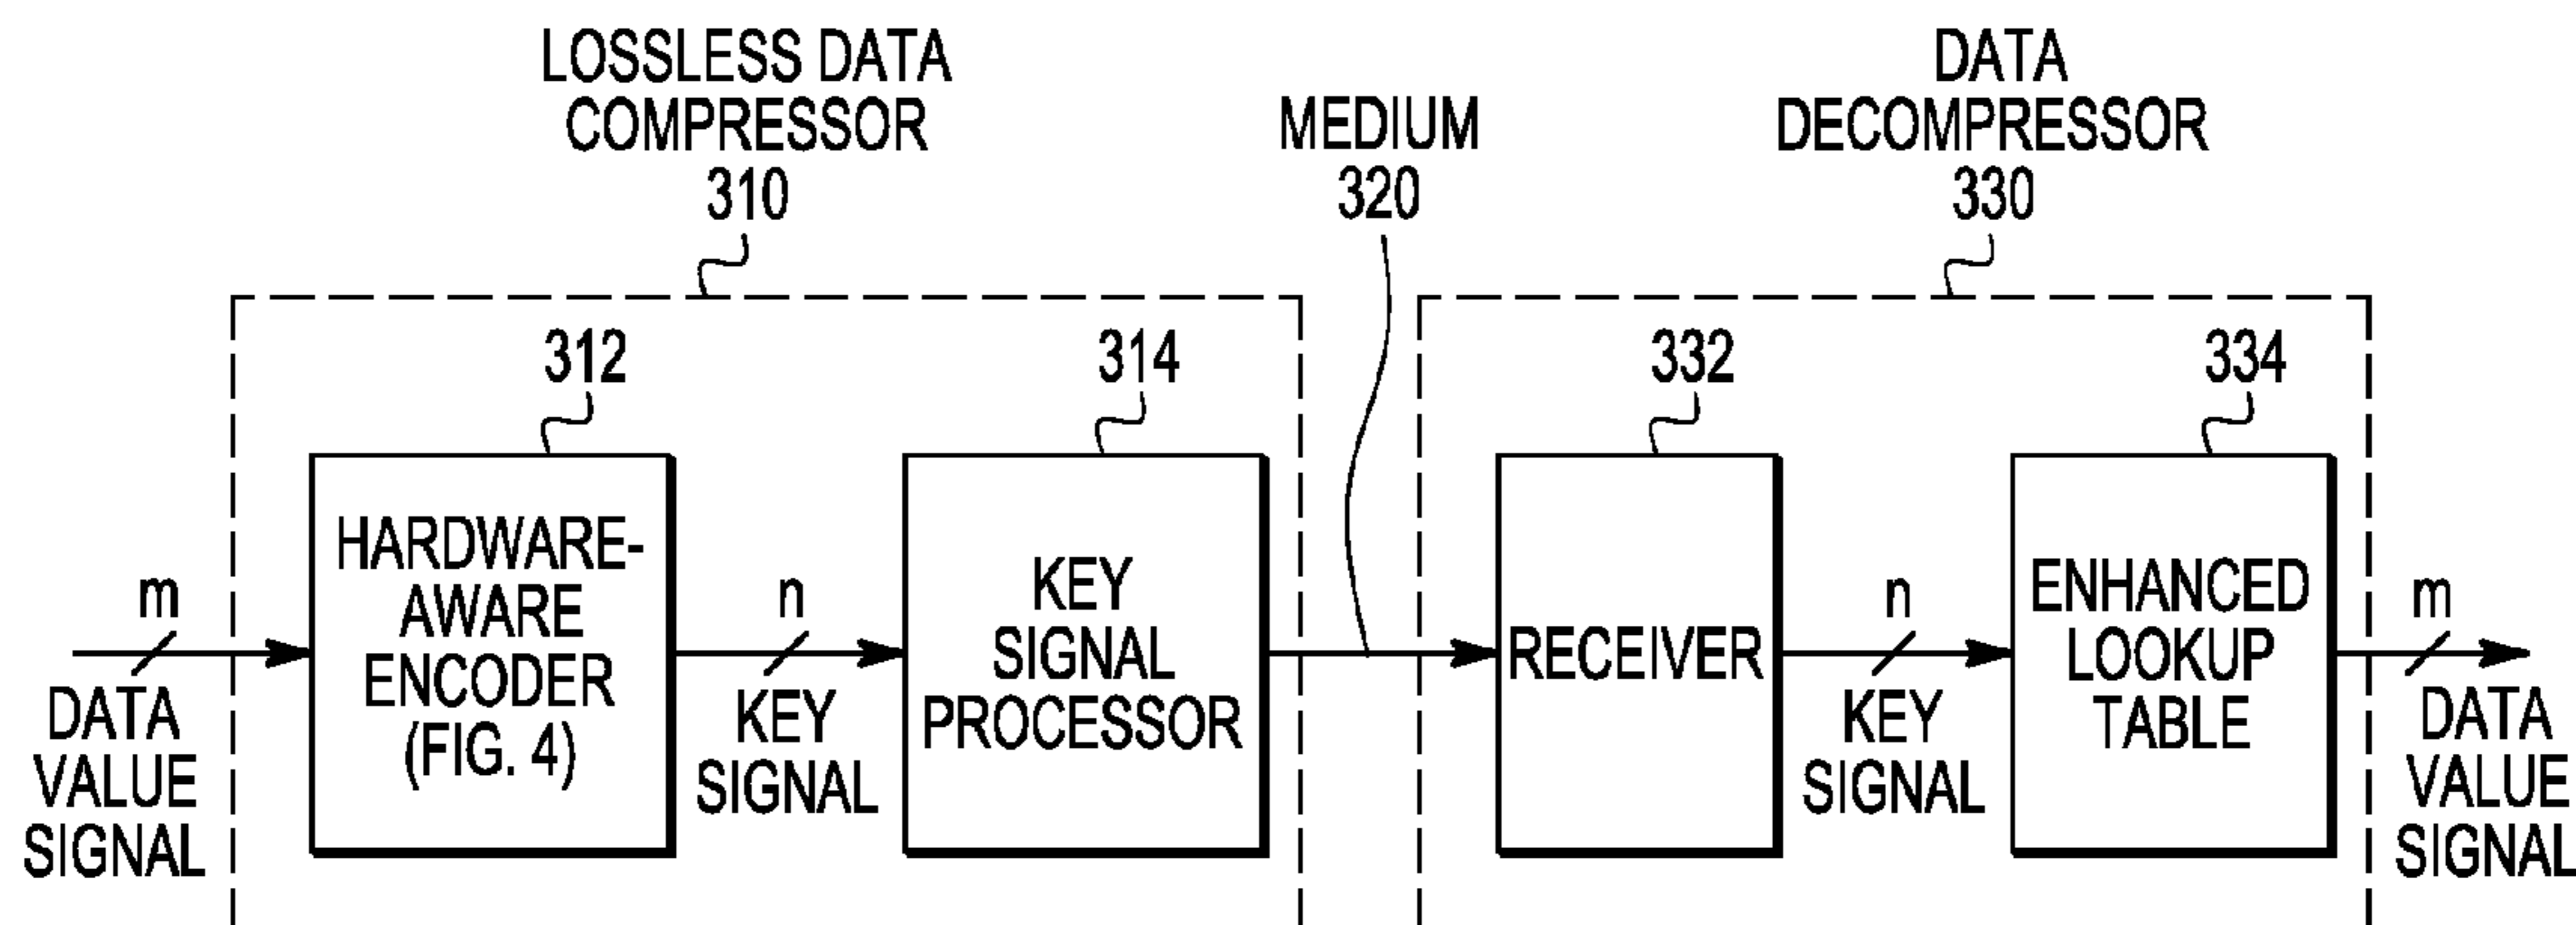 LOSSLESS DATA
COMPRESSOR
310
MEDIUM
320
DATA
DECOMPRESSOR
330
312
314
332
334
m
DATA
VALUE
SIGNAL
HARDWARE-
AWARE
ENCODER
(FIG. 4)
n
KEY
SIGNAL
KEY
SIGNAL
PROCESSOR
RECEIVER
n
KEY
SIGNAL
ENHANCED
LOOKUP
TABLE
m
DATA
VALUE
SIGNAL